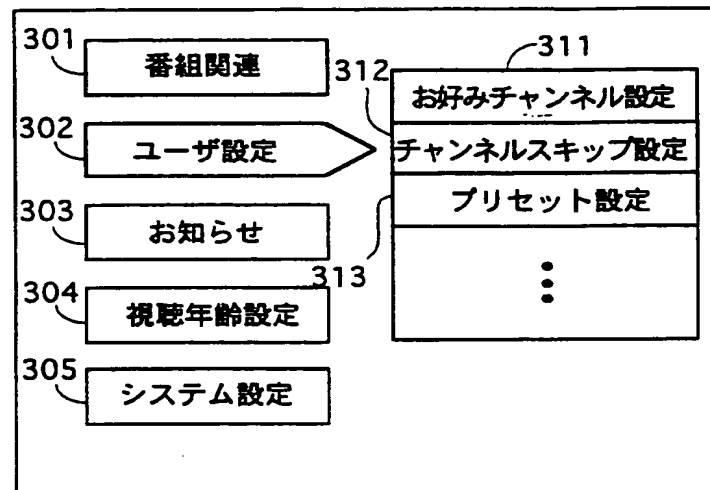 301
番組関連
302
ユーザ設定
303
お知らせ
304
視聴年齢設定
305
システム設定
311
お好みチャンネル設定
312
チャンネルスキップ設定
313
プリセット設定